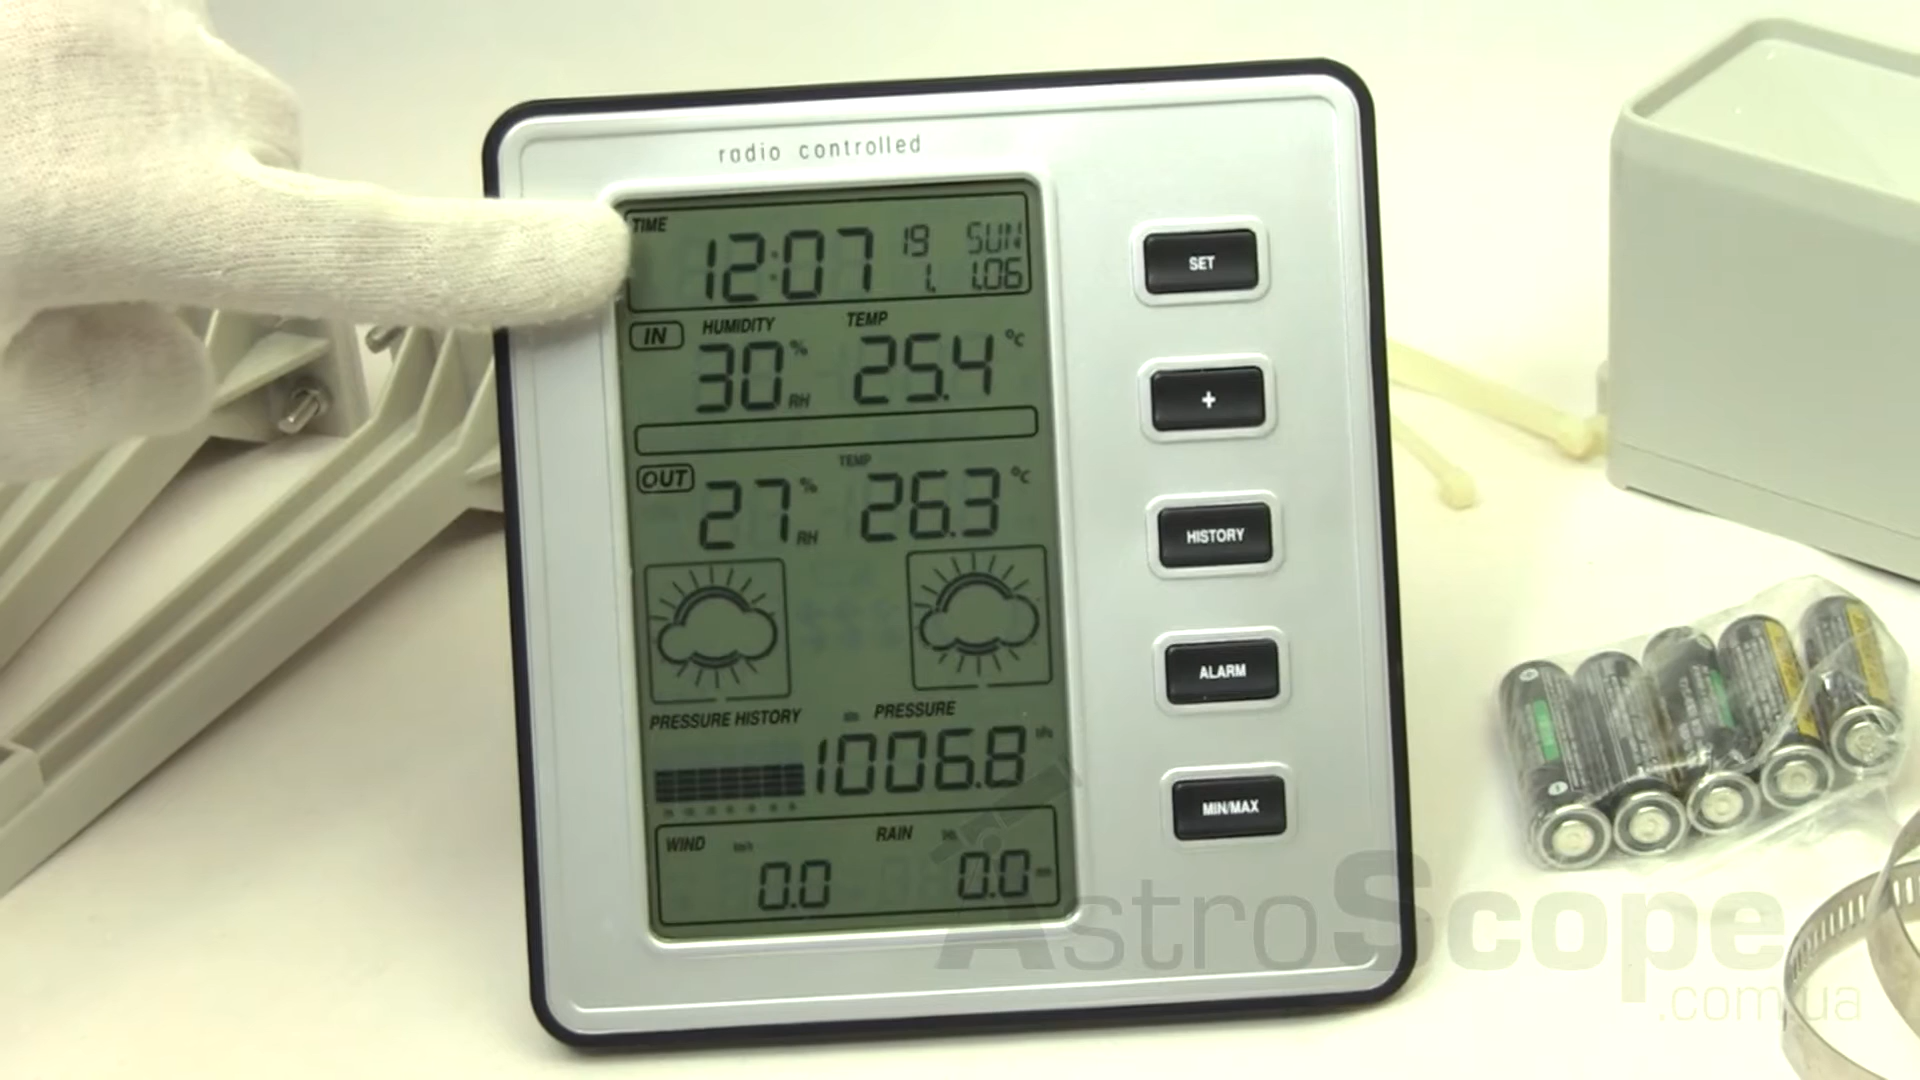 radio controlled
TIME
12:07 19 SUN
1. 1.06
IN HUMIDITY TEMP
30 % RH 25.4 °C
OUT TEMP
27 % RH 26.3 °C
PRESSURE HISTORY PRESSURE
1006.8
WIND km/h RAIN
0.0 0.0
SET
+
HISTORY
ALARM
MIN/MAX
AstroScope
.com.ua